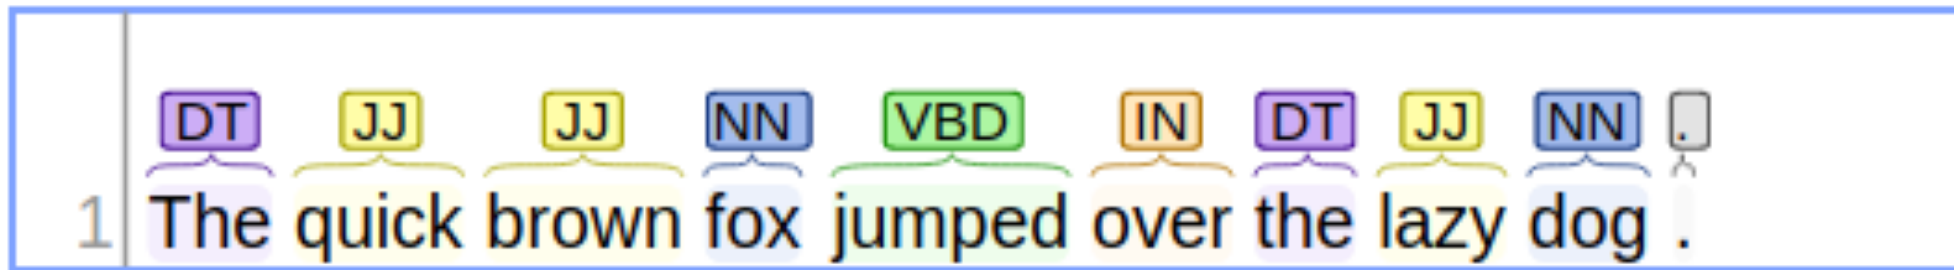 DT JJ JJ NN VBD IN DT JJ NN .
1 The quick brown fox jumped over the lazy dog .